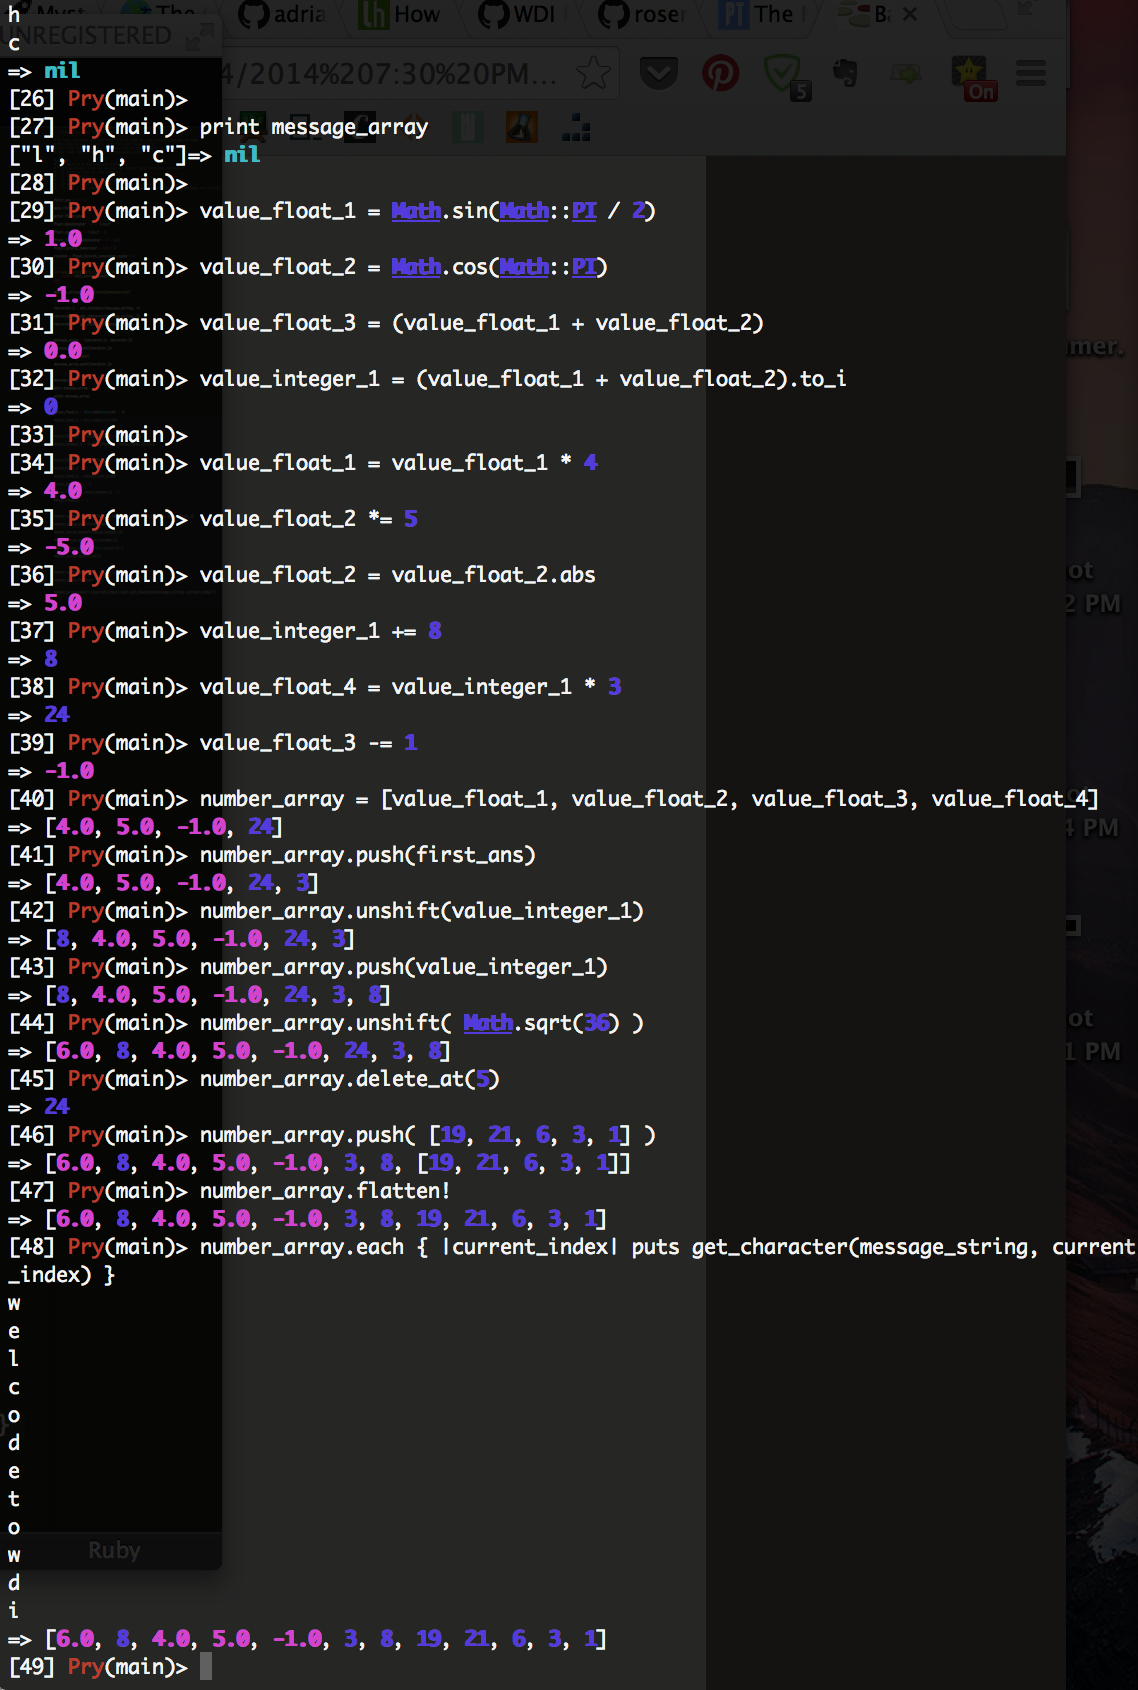 Myst
The
adria
How
WDI
roser
The
Ba
UNREGISTERED
4/2014%207:30%20PM...
5
On
h
c
=> nil
[26] Pry(main)>
[27] Pry(main)> print message_array
["l", "h", "c"]=> nil
[28] Pry(main)>
[29] Pry(main)> value_float_1 = Math.sin(Math::PI / 2)
=> 1.0
[30] Pry(main)> value_float_2 = Math.cos(Math::PI)
=> -1.0
[31] Pry(main)> value_float_3 = (value_float_1 + value_float_2)
=> 0.0
[32] Pry(main)> value_integer_1 = (value_float_1 + value_float_2).to_i
=> 0
[33] Pry(main)>
[34] Pry(main)> value_float_1 = value_float_1 * 4
=> 4.0
[35] Pry(main)> value_float_2 *= 5
=> -5.0
[36] Pry(main)> value_float_2 = value_float_2.abs
=> 5.0
[37] Pry(main)> value_integer_1 += 8
=> 8
[38] Pry(main)> value_float_4 = value_integer_1 * 3
=> 24
[39] Pry(main)> value_float_3 -= 1
=> -1.0
[40] Pry(main)> number_array = [value_float_1, value_float_2, value_float_3, value_float_4]
=> [4.0, 5.0, -1.0, 24]
[41] Pry(main)> number_array.push(first_ans)
=> [4.0, 5.0, -1.0, 24, 3]
[42] Pry(main)> number_array.unshift(value_integer_1)
=> [8, 4.0, 5.0, -1.0, 24, 3]
[43] Pry(main)> number_array.push(value_integer_1)
=> [8, 4.0, 5.0, -1.0, 24, 3, 8]
[44] Pry(main)> number_array.unshift( Math.sqrt(36) )
=> [6.0, 8, 4.0, 5.0, -1.0, 24, 3, 8]
[45] Pry(main)> number_array.delete_at(5)
=> 24
[46] Pry(main)> number_array.push( [19, 21, 6, 3, 1] )
=> [6.0, 8, 4.0, 5.0, -1.0, 3, 8, [19, 21, 6, 3, 1]]
[47] Pry(main)> number_array.flatten!
=> [6.0, 8, 4.0, 5.0, -1.0, 3, 8, 19, 21, 6, 3, 1]
[48] Pry(main)> number_array.each { |current_index| puts get_character(message_string, current
_index) }
w
e
l
c
o
d
e
t
o
w
d
i
=> [6.0, 8, 4.0, 5.0, -1.0, 3, 8, 19, 21, 6, 3, 1]
[49] Pry(main)>
Ruby
mer.
ot
2 PM
4 PM
ot
1 PM